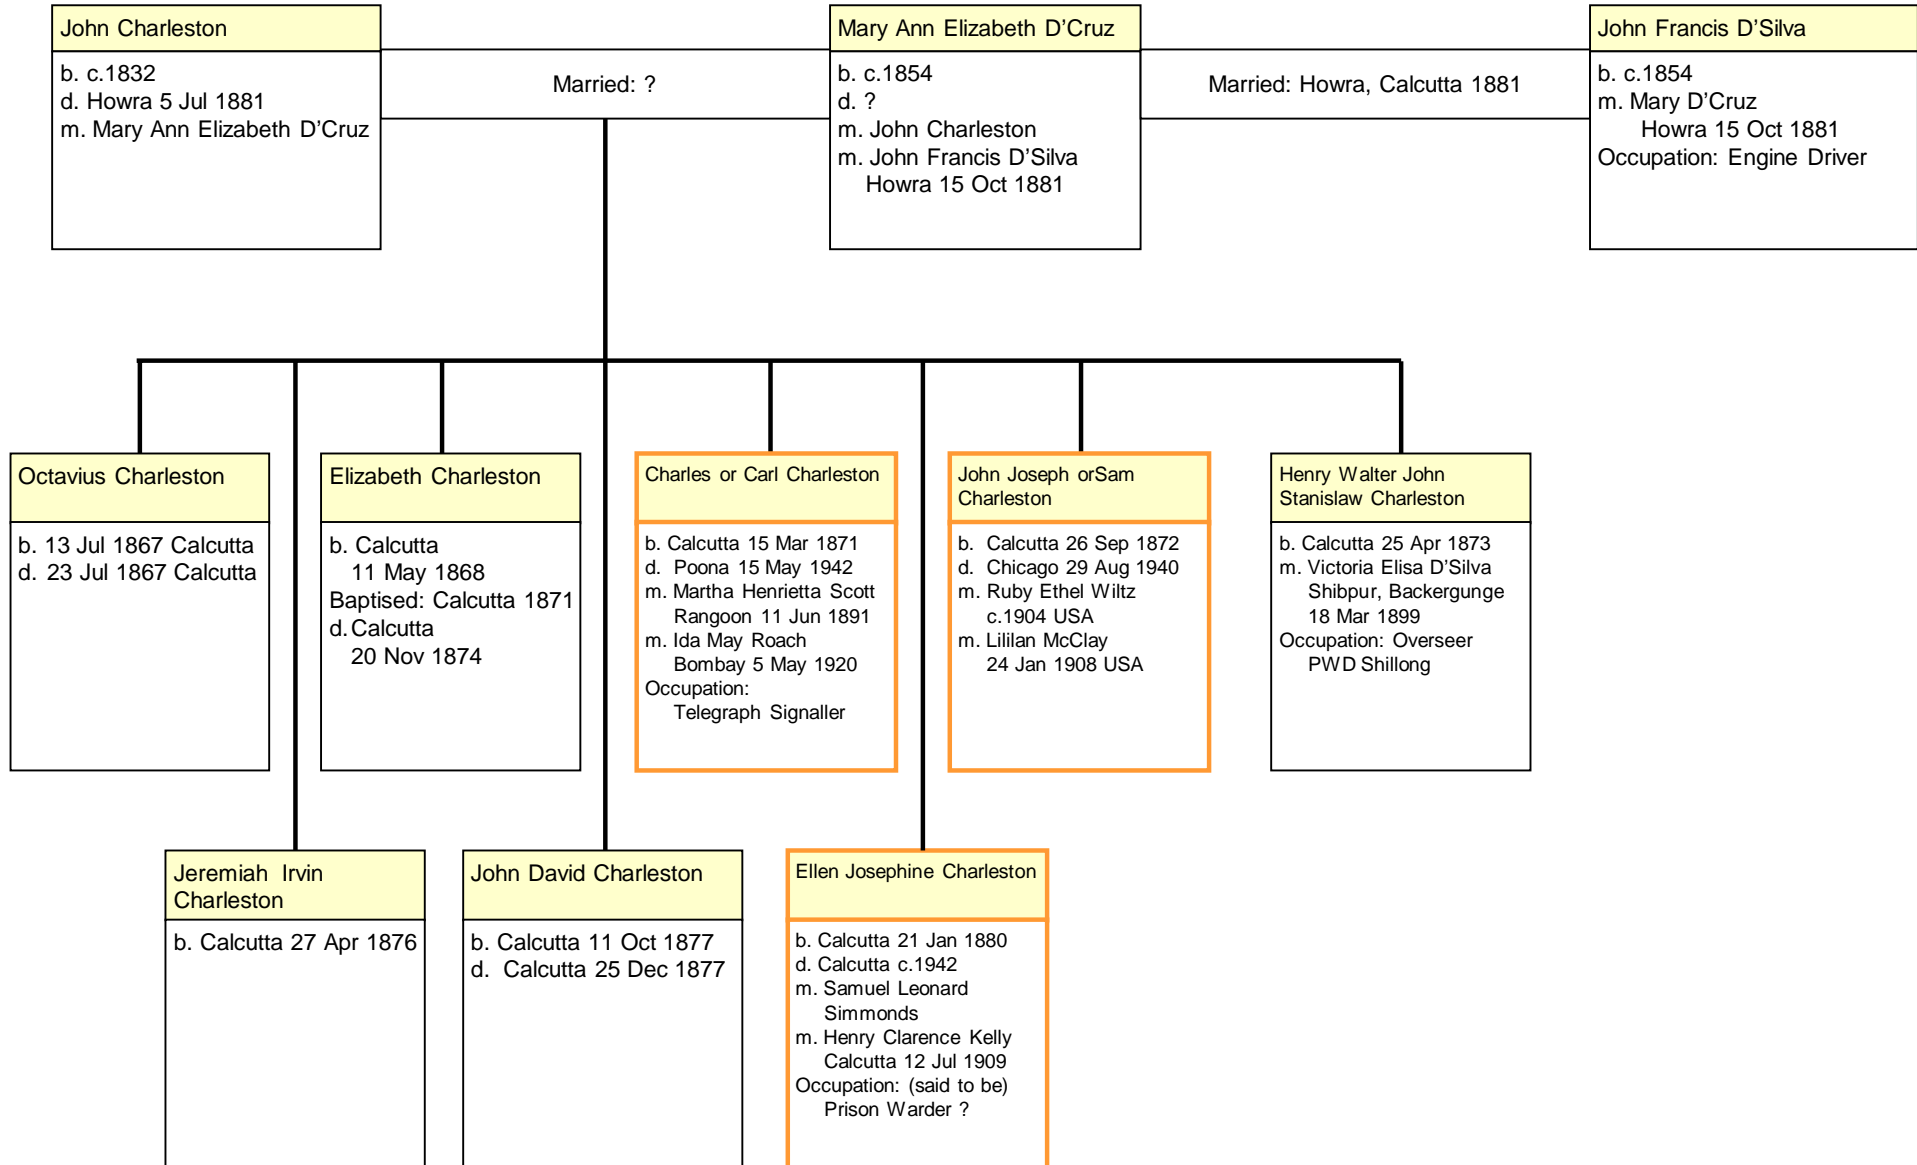 John Charleston
b. c.1832
d. Howra 5 Jul 1881
m. Mary Ann Elizabeth D'Cruz
Married: ?
Mary Ann Elizabeth D'Cruz
b. c.1854
d. ?
m. John Charleston
m. John Francis D'Silva
Howra 15 Oct 1881
Married: Howra, Calcutta 1881
John Francis D'Silva
b. c.1854
m. Mary D'Cruz
Howra 15 Oct 1881
Occupation: Engine Driver
Octavius Charleston
b. 13 Jul 1867 Calcutta
d. 23 Jul 1867 Calcutta
Elizabeth Charleston
b. Calcutta
11 May 1868
Baptised: Calcutta 1871
d. Calcutta
20 Nov 1874
Charles or Carl Charleston
b. Calcutta 15 Mar 1871
d. Poona 15 May 1942
m. Martha Henrietta Scott
Rangoon 11 Jun 1891
m. Ida May Roach
Bombay 5 May 1920
Occupation:
Telegraph Signaller
John Joseph orSam
Charleston
b. Calcutta 26 Sep 1872
d. Chicago 29 Aug 1940
m. Ruby Ethel Wiltz
c.1904 USA
m. Lililan McClay
24 Jan 1908 USA
Henry Walter John
Stanislaw Charleston
b. Calcutta 25 Apr 1873
m. Victoria Elisa D'Silva
Shibpur, Backergunge
18 Mar 1899
Occupation: Overseer
PWD Shillong
Jeremiah Irvin
Charleston
b. Calcutta 27 Apr 1876
John David Charleston
b. Calcutta 11 Oct 1877
d. Calcutta 25 Dec 1877
Ellen Josephine Charleston
b. Calcutta 21 Jan 1880
d. Calcutta c.1942
m. Samuel Leonard
Simmonds
m. Henry Clarence Kelly
Calcutta 12 Jul 1909
Occupation: (said to be)
Prison Warder ?